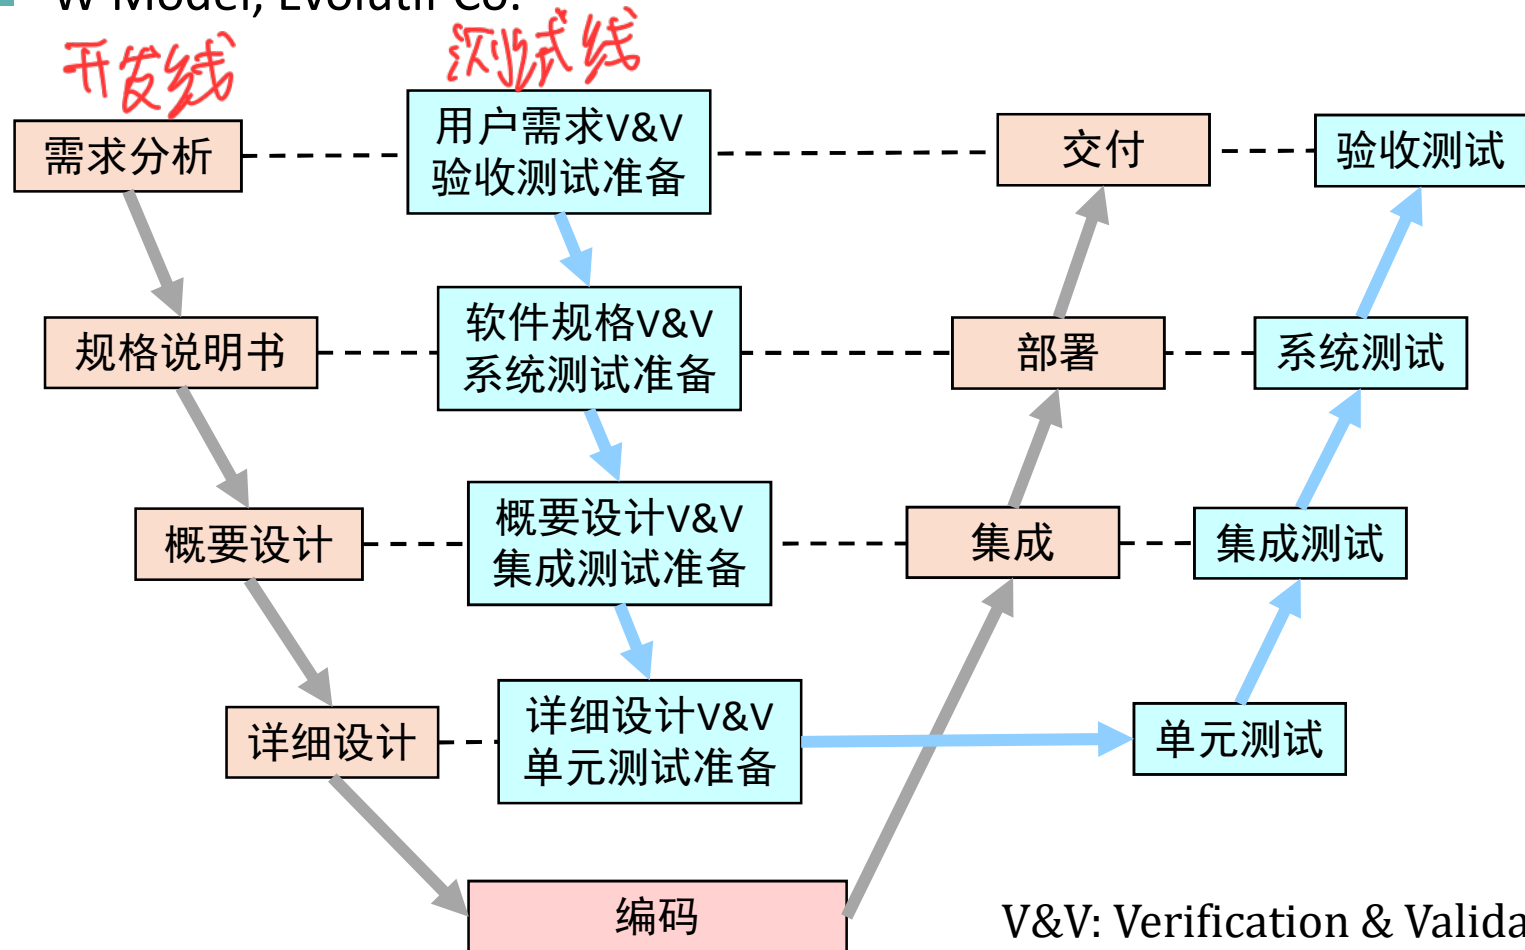 W Model, Evolutif Co.
开发线
测试线
需求分析
用户需求V&V
验收测试准备
交付
验收测试
规格说明书
软件规格V&V
系统测试准备
部署
系统测试
概要设计
概要设计V&V
集成测试准备
集成
集成测试
详细设计
详细设计V&V
单元测试准备
单元测试
编码
V&V: Verification & Valida